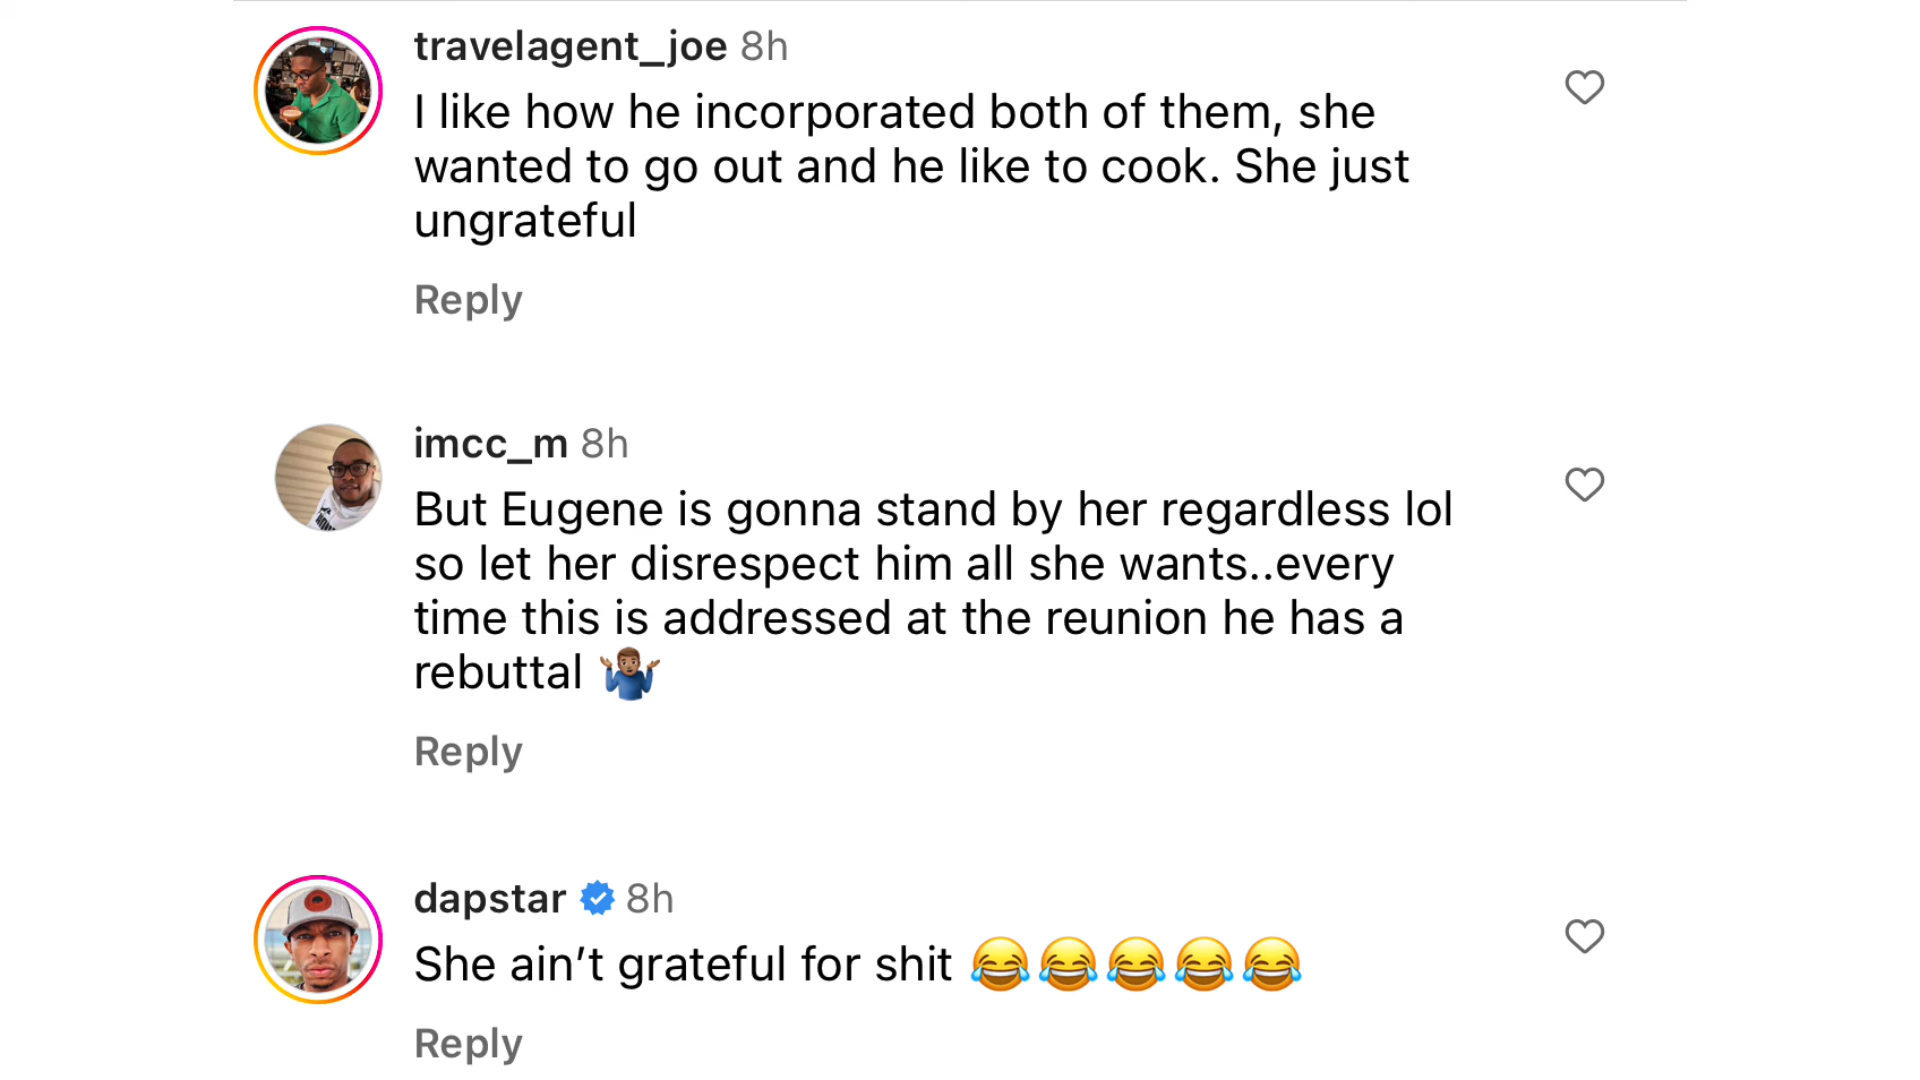 travelagent_joe 8h
I like how he incorporated both of them, she
wanted to go out and he like to cook. She just
ungrateful
Reply
imcc_m 8h
But Eugene is gonna stand by her regardless lol
so let her disrespect him all she wants..every
time this is addressed at the reunion he has a
rebuttal 🤷🏽‍♂️
Reply
dapstar 8h
She ain’t grateful for shit 😂😂😂😂😂
Reply